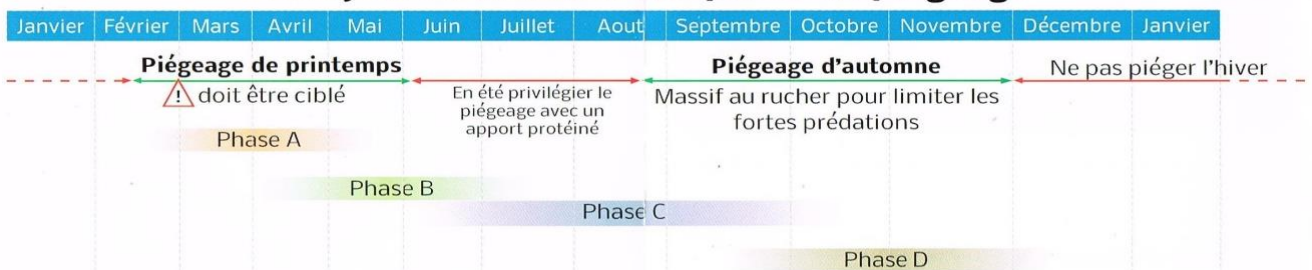 Janvier Février Mars Avril Mai Juin Juillet Aout Septembre Octobre Novembre Décembre Janvier
Piégeage de printemps
! doit être ciblé
En été privilégier le
piégeage avec un
apport protéiné
Piégeage d’automne
Massif au rucher pour limiter les
fortes prédations
Ne pas piéger l’hiver
Phase A
Phase B
Phase C
Phase D